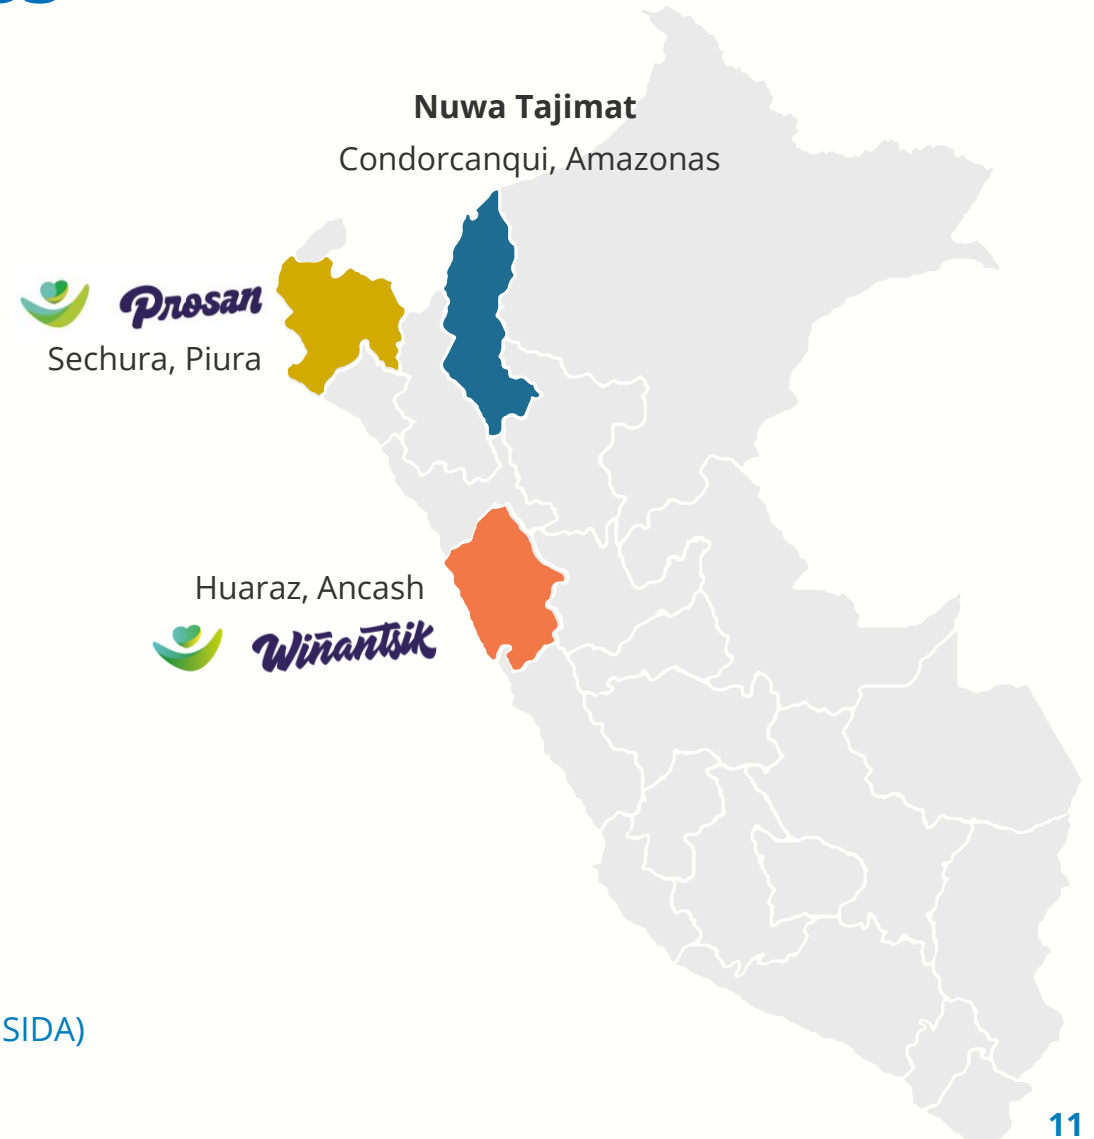 Nuwa Tajimat
Condorcanqui, Amazonas
Prosan
Sechura, Piura
Huaraz, Ancash
Wiñantsik
SIDA)
11